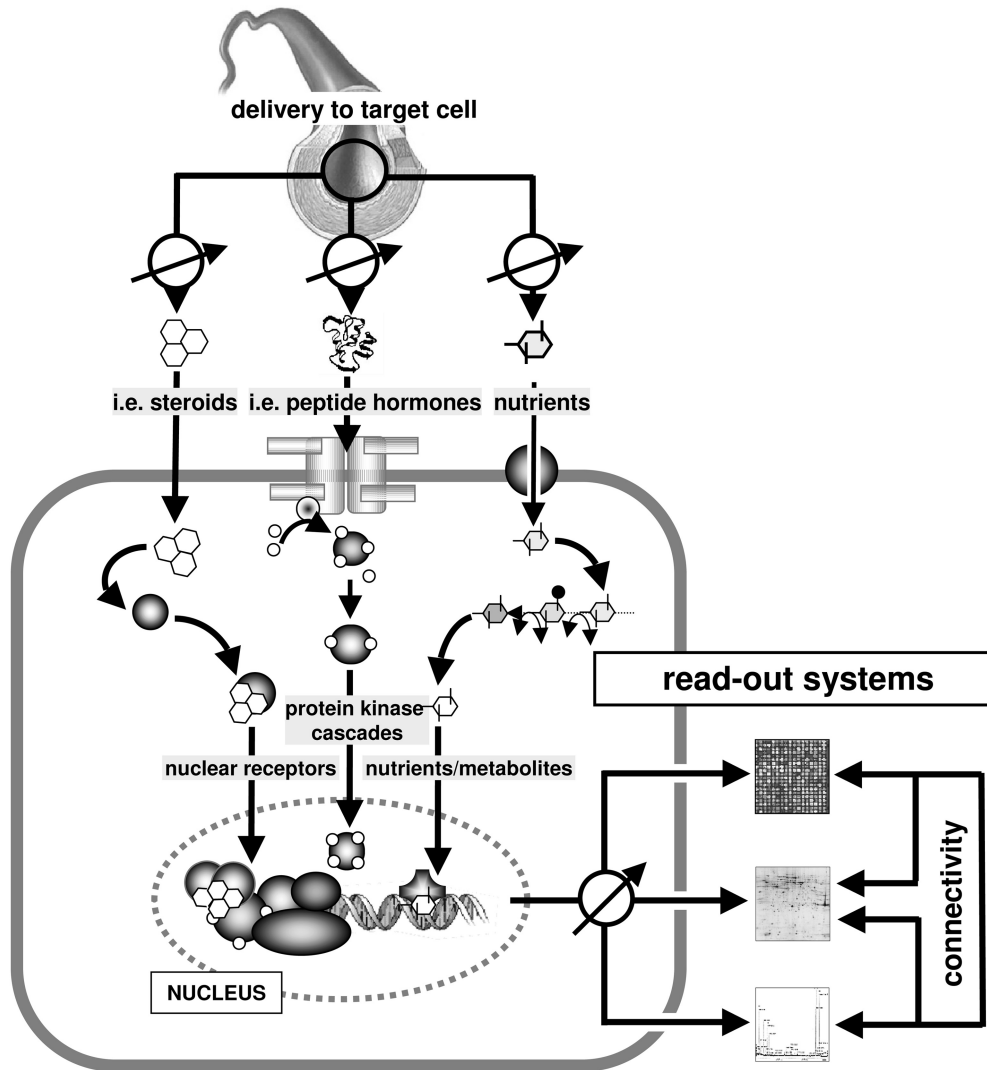 delivery to target cell
i.e. steroids
i.e. peptide hormones
nutrients
read-out systems
protein kinase
cascades
nuclear receptors
nutrients/metabolites
connectivity
NUCLEUS